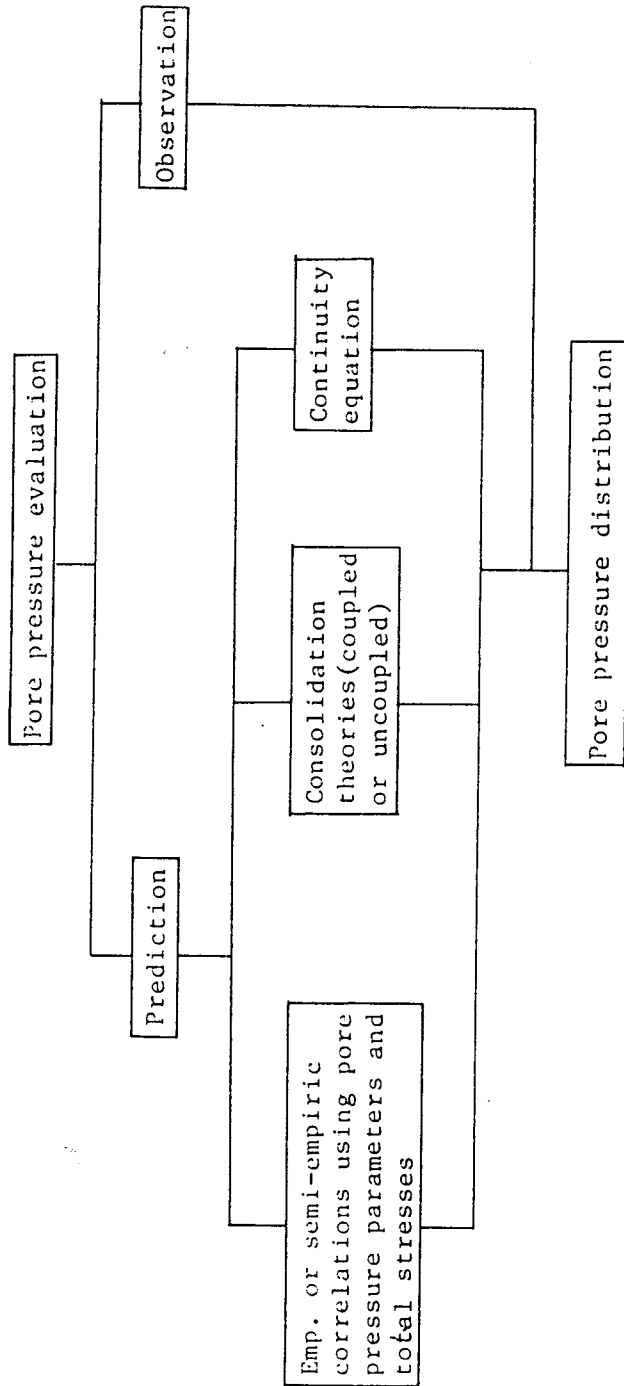 Pore pressure evaluation
Prediction
Observation
Emp. or semi-empiric
correlations using pore
pressure parameters and
total stresses
Consolidation
theories(coupled
or uncoupled)
Continuity
equation
Pore pressure distribution